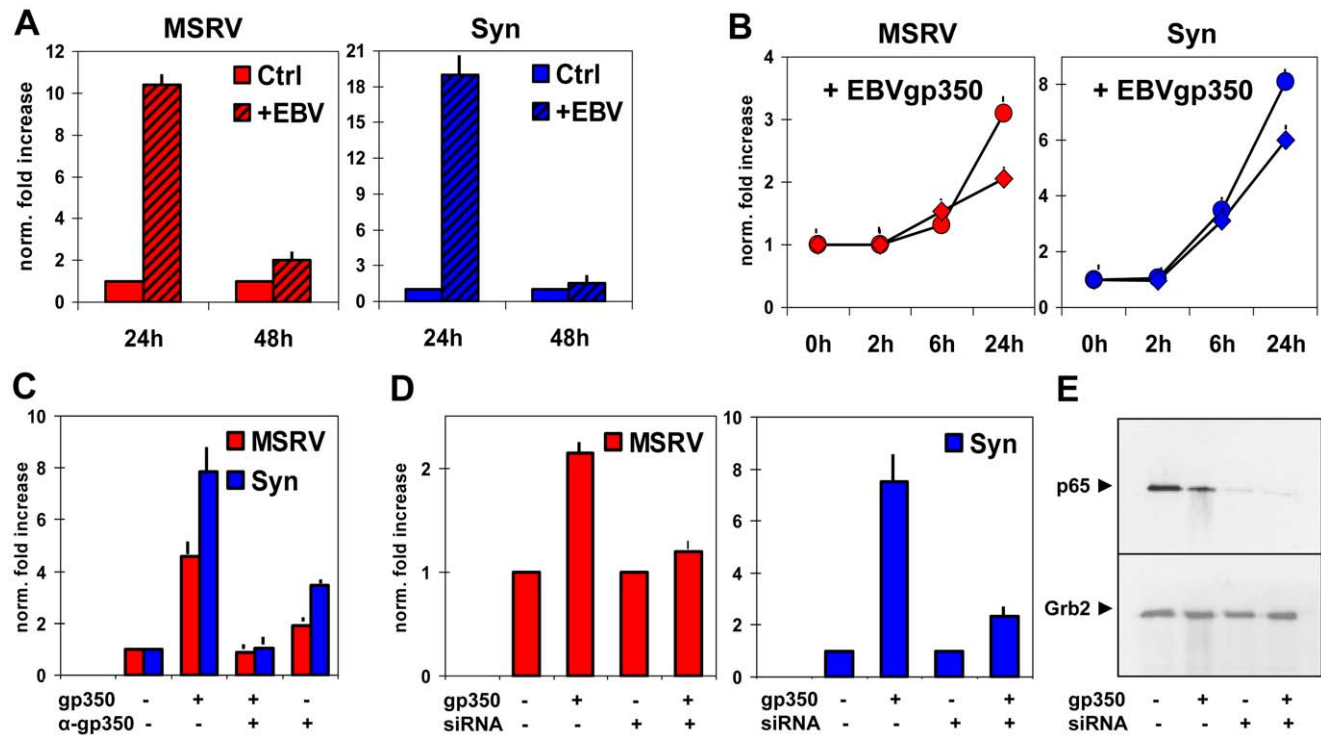 A
MSRV
Syn
norm. fold increase
12
10
8
6
4
2
0
Ctrl
+EBV
24h
48h
21
18
15
12
9
6
3
0
Ctrl
+EBV
24h
48h
B
MSRV
Syn
norm. fold increase
4
3
2
1
0
+ EBVgp350
0h
2h
6h
24h
8
6
4
2
0
+ EBVgp350
0h
2h
6h
24h
C
norm. fold increase
10
8
6
4
2
0
MSRV
Syn
gp350 - + + -
α-gp350 - - + +
D
norm. fold increase
2
1
0
MSRV
gp350 - + - +
siRNA - - + +
10
8
6
4
2
0
Syn
gp350 - + - +
siRNA - - + +
E
p65
Grb2
gp350 - + - +
siRNA - - + +